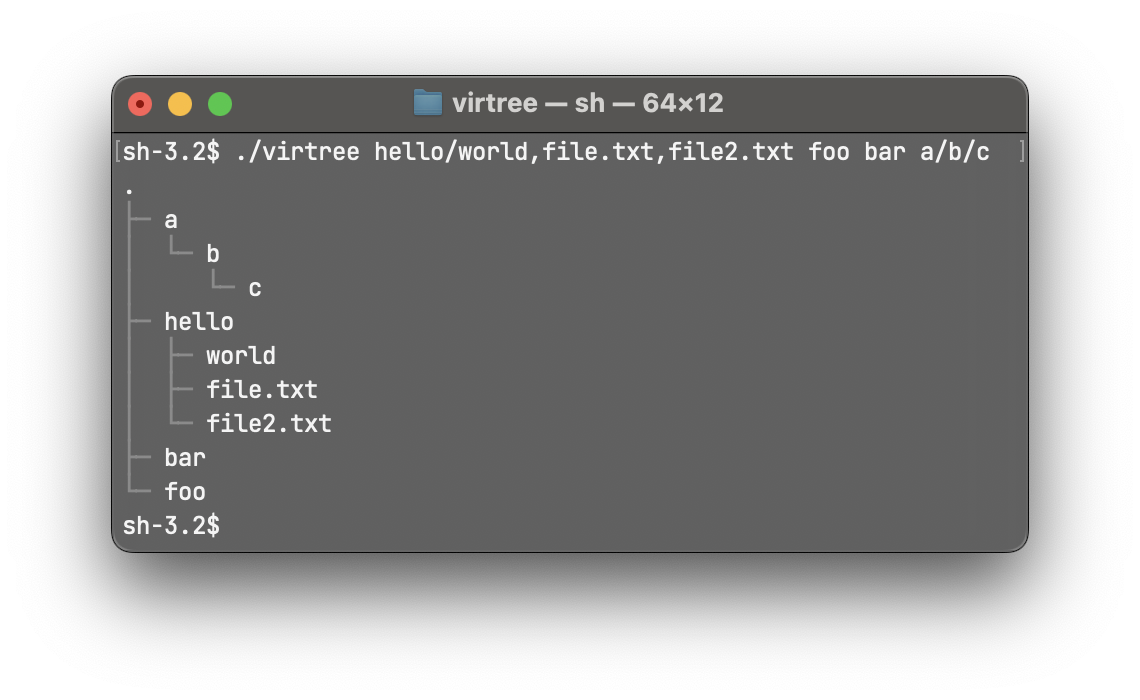 virtree — sh — 64×12
[sh-3.2$ ./virtree hello/world,file.txt,file2.txt foo bar a/b/c ]
.
├─ a
│  └─ b
│     └─ c
├─ hello
│  ├─ world
│  ├─ file.txt
│  └─ file2.txt
├─ bar
└─ foo
sh-3.2$